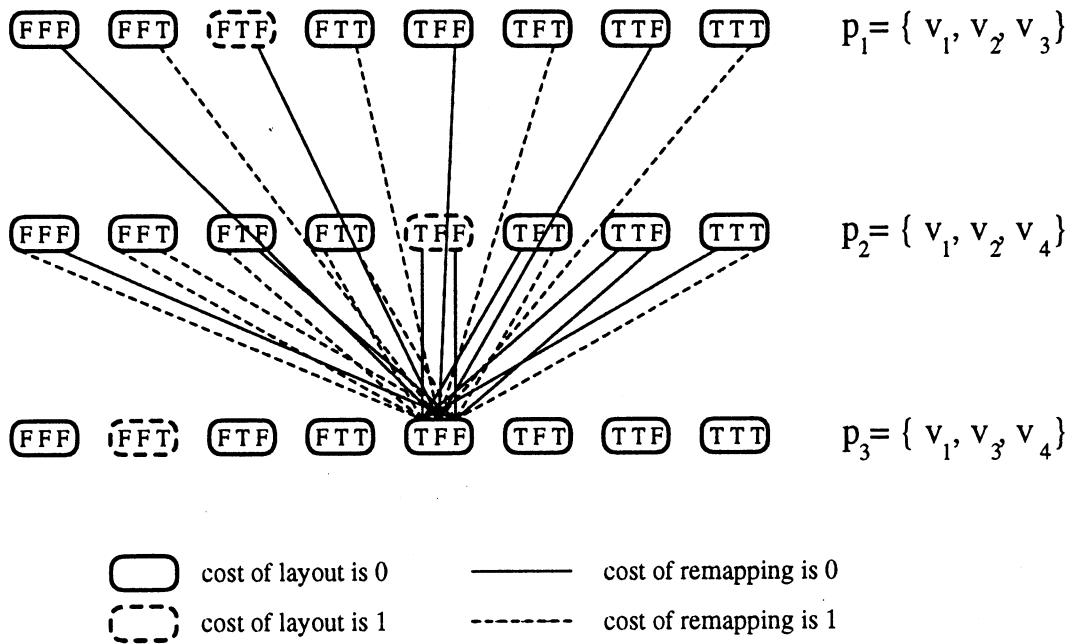 FFF FFT FTF FTT TFF TFT TTF TTT p1= { v1, v2, v3}
FFF FFT FTF FTT TFF TFT TTF TTT p2= { v1, v2, v4}
FFF FFT FTF FTT TFF TFT TTF TTT p3= { v1, v3, v4}
cost of layout is 0 cost of remapping is 0
cost of layout is 1 cost of remapping is 1